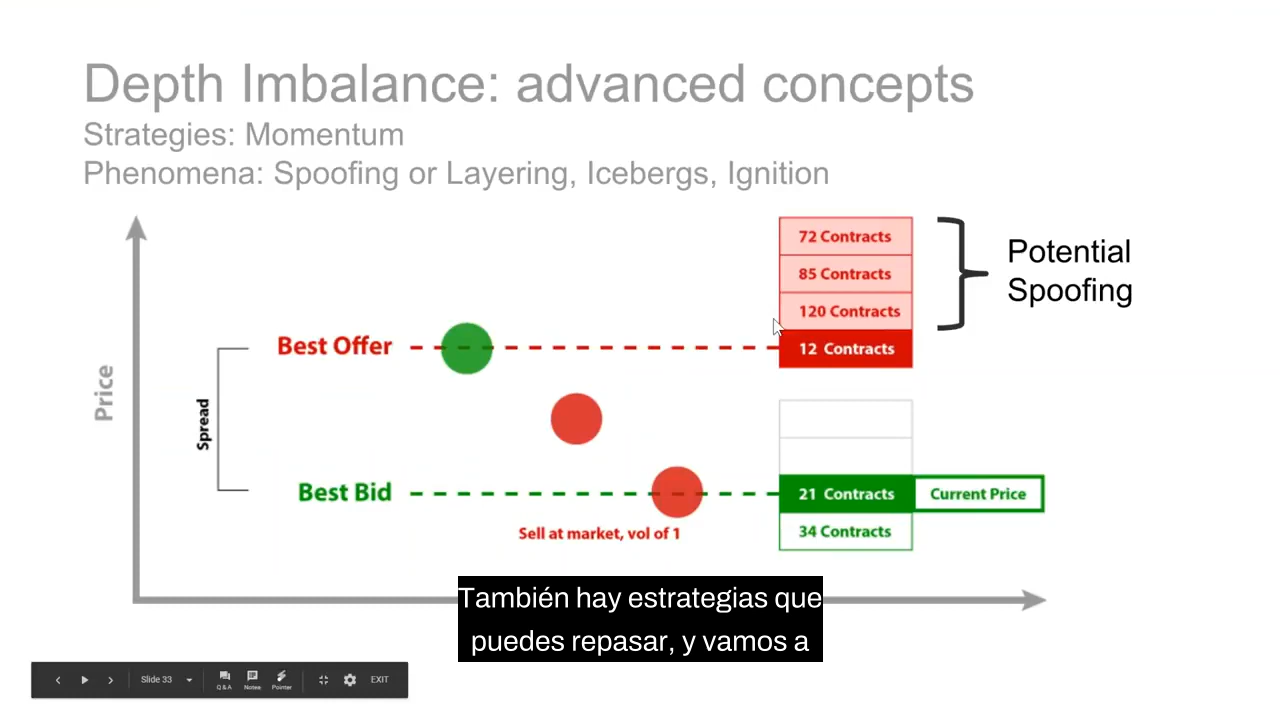 Depth Imbalance: advanced concepts
Strategies: Momentum
Phenomena: Spoofing or Layering, Icebergs, Ignition
72 Contracts
85 Contracts
120 Contracts
Potential
Spoofing
Best Offer
12 Contracts
Price
Spread
Best Bid
21 Contracts
Current Price
Sell at market, vol of 1
34 Contracts
También hay estrategias que
puedes repasar, y vamos a
Slide 33
Q & A
Notes
Pointer
EXIT